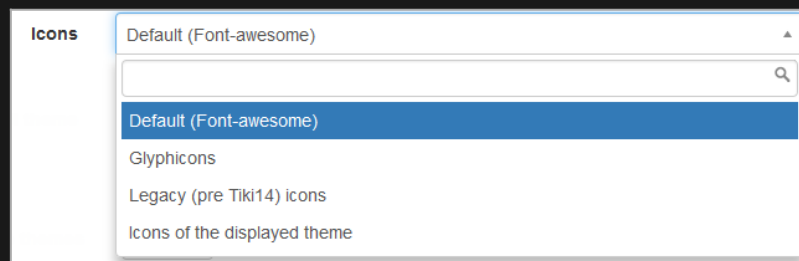 Icons
Default (Font-awesome)
Default (Font-awesome)
Glyphicons
Legacy (pre Tiki14) icons
Icons of the displayed theme